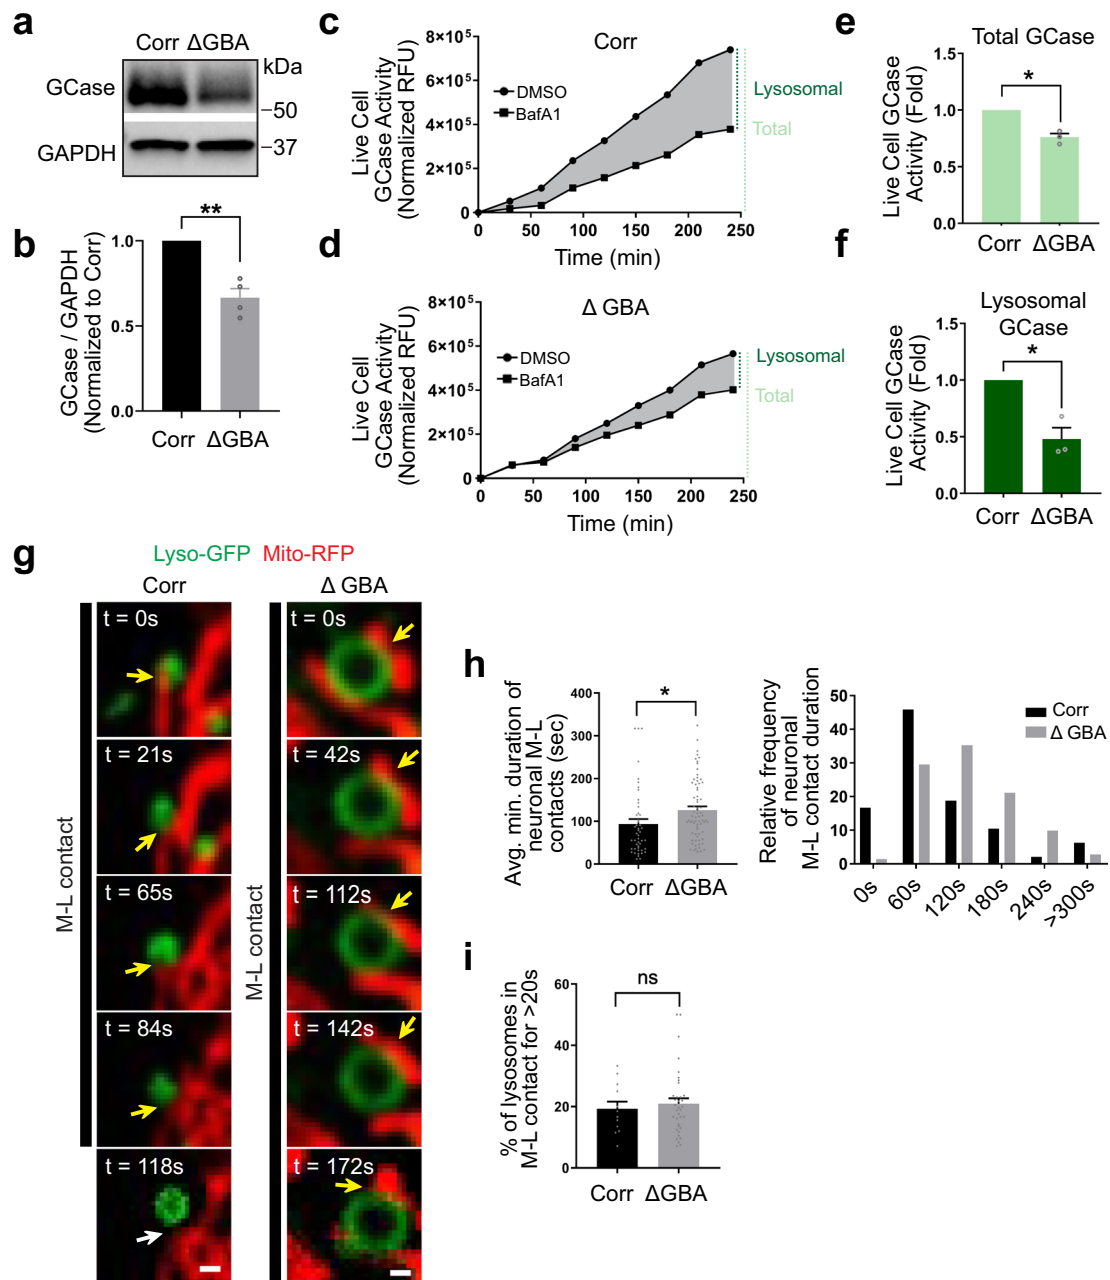 a
Corr ΔGBA
kDa
GCase
50
GAPDH
37
b
**
GCase / GAPDH
(Normalized to Corr)
1.0
0.5
0.0
Corr ΔGBA
c
Corr
Live Cell
GCase Activity
(Normalized RFU)
8×10⁵
6×10⁵
4×10⁵
2×10⁵
0
DMSO
BafA1
Lysosomal
Total
0 50 100 150 200 250
Time (min)
d
Δ GBA
Live Cell
GCase Activity
(Normalized RFU)
8×10⁵
6×10⁵
4×10⁵
2×10⁵
0
DMSO
BafA1
Lysosomal
Total
0 50 100 150 200 250
Time (min)
e
Total GCase
*
Live Cell GCase
Activity (Fold)
1.5
1.0
0.5
0.0
Corr ΔGBA
f
Lysosomal
GCase
*
Live Cell GCase
Activity (Fold)
1.5
1.0
0.5
0.0
Corr ΔGBA
g
Lyso-GFP Mito-RFP
Corr
Δ GBA
M-L contact
t = 0s
t = 21s
t = 65s
t = 84s
t = 118s
M-L contact
t = 0s
t = 42s
t = 112s
t = 142s
t = 172s
h
*
Avg. min. duration of
neuronal M-L
contacts (sec)
400
300
200
100
0
Corr ΔGBA
Relative frequency
of neuronal
M-L contact duration
50
40
30
20
10
0
Corr
Δ GBA
0s 60s 120s 180s 240s >300s
i
ns
% of lysosomes in
M-L contact for >20s
60
40
20
0
Corr ΔGBA